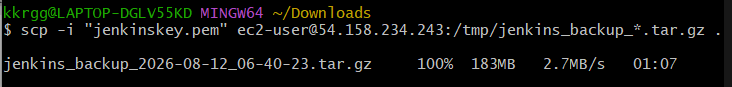 kkrgg@LAPTOP-DGLV55KD MINGW64 ~/Downloads
$ scp -i "jenkinskey.pem" ec2-user@54.158.234.243:/tmp/jenkins_backup_*.tar.gz .
jenkins_backup_2026-08-12_06-40-23.tar.gz 100% 183MB 2.7MB/s 01:07